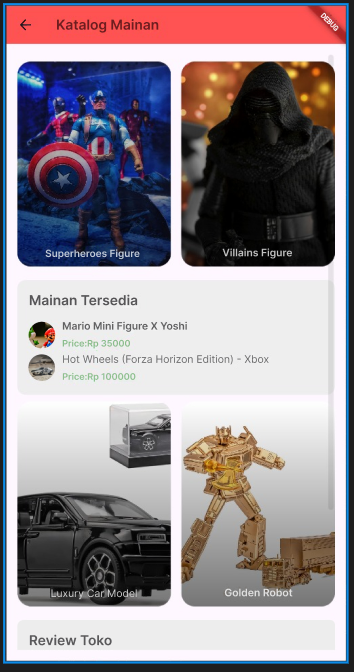 Katalog Mainan
DEBUG
Superheroes Figure
Villains Figure
Mainan Tersedia
Mario Mini Figure X Yoshi
Price:Rp 35000
Hot Wheels (Forza Horizon Edition) - Xbox
Price:Rp 100000
Luxury Car Model
Golden Robot
Review Toko